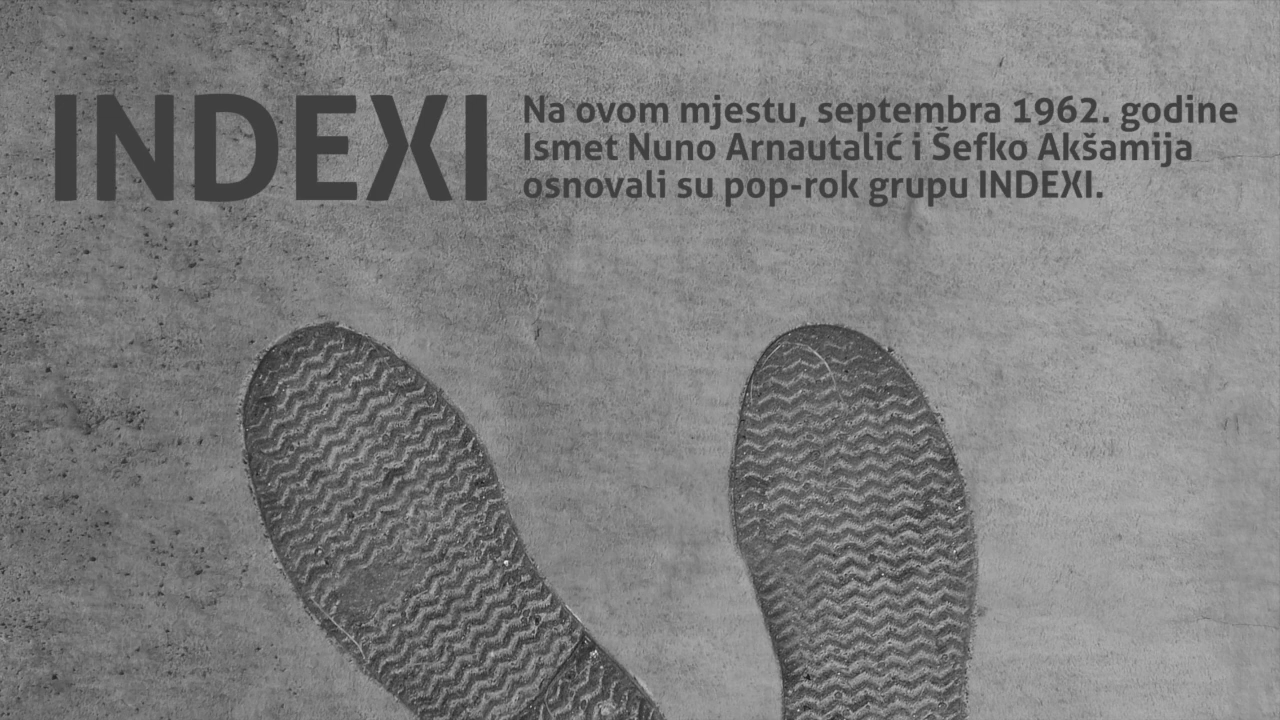 INDEXI
Na ovom mjestu, septembra 1962. godine
Ismet Nuno Arnautalić i Šefko Akšamija
osnovali su pop-rok grupu INDEXI.